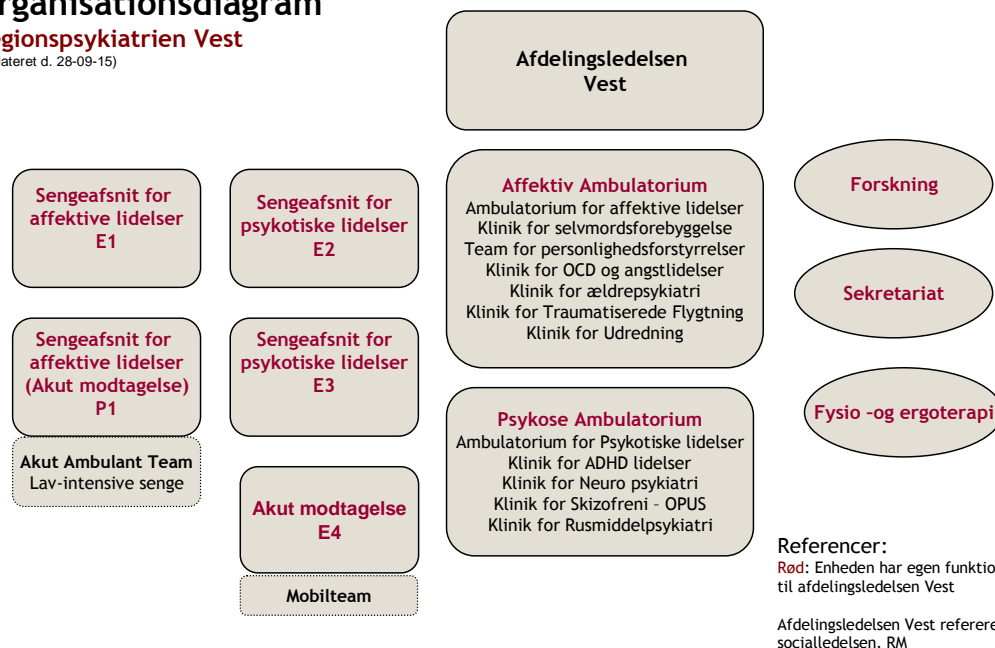 rganisationsdiagram
gionspsykiatrien Vest
ateret d. 28-09-15)
Afdelingsledelsen
Vest
Sengeafsnit for
affektive lidelser
E1
Sengeafsnit for
psykotiske lidelser
E2
Affektiv Ambulatorium
Ambulatorium for affektive lidelser
Klinik for selvmordsforebyggelse
Team for personlighedsforstyrrelser
Klinik for OCD og angstlidelser
Klinik for ældrepsykiatri
Klinik for Traumatiserede Flygtning
Klinik for Udredning
Forskning
Sekretariat
Sengeafsnit for
affektive lidelser
(Akut modtagelse)
P1
Akut Ambulant Team
Lav-intensive senge
Sengeafsnit for
psykotiske lidelser
E3
Akut modtagelse
E4
Mobilteam
Psykose Ambulatorium
Ambulatorium for Psykotiske lidelser
Klinik for ADHD lidelser
Klinik for Neuro psykiatri
Klinik for Skizofreni – OPUS
Klinik for Rusmiddelpsykiatri
Fysio –og ergoterapi
Referencer:
Rød: Enheden har egen funktio
til afdelingsledelsen Vest
Afdelingsledelsen Vest refere
socialledelsen, RM